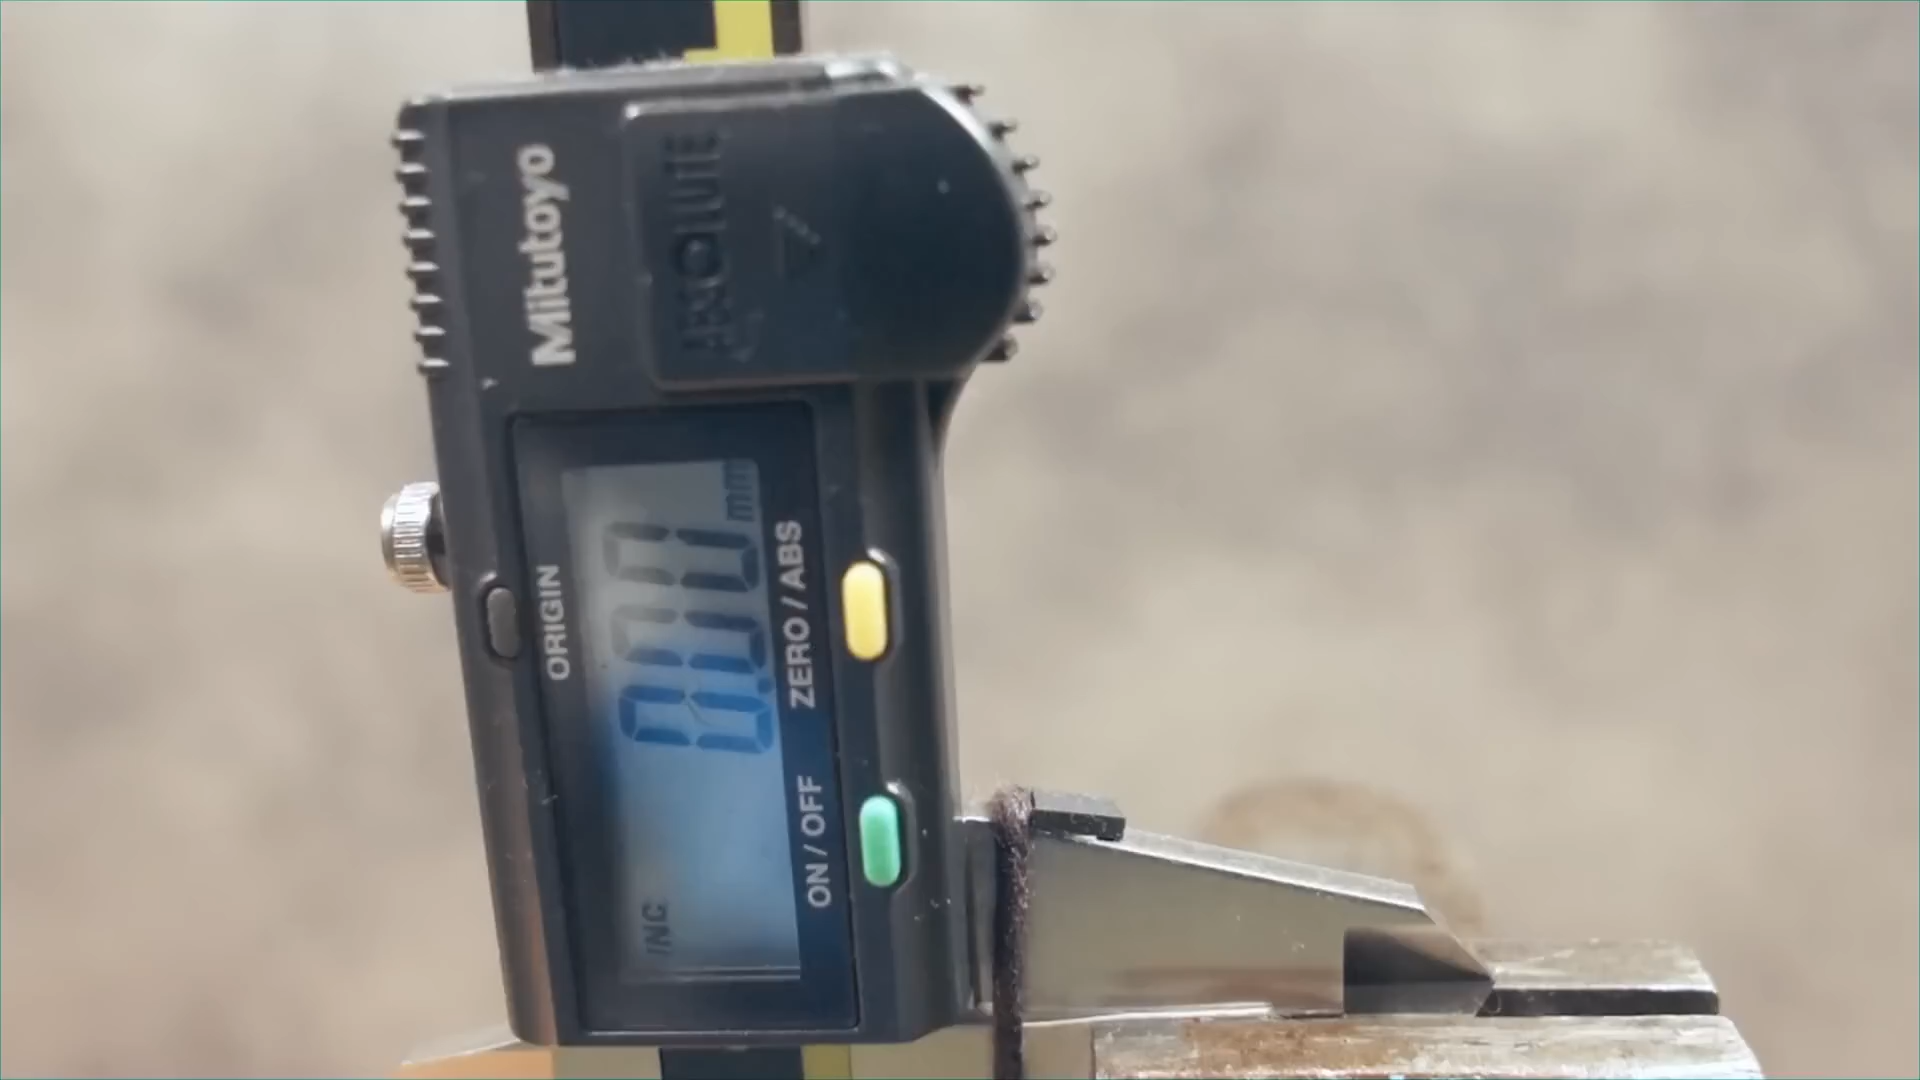 Mitutoyo
ABSOLUTE
ORIGIN
INC
0.00 mm
ON / OFF
ZERO / ABS